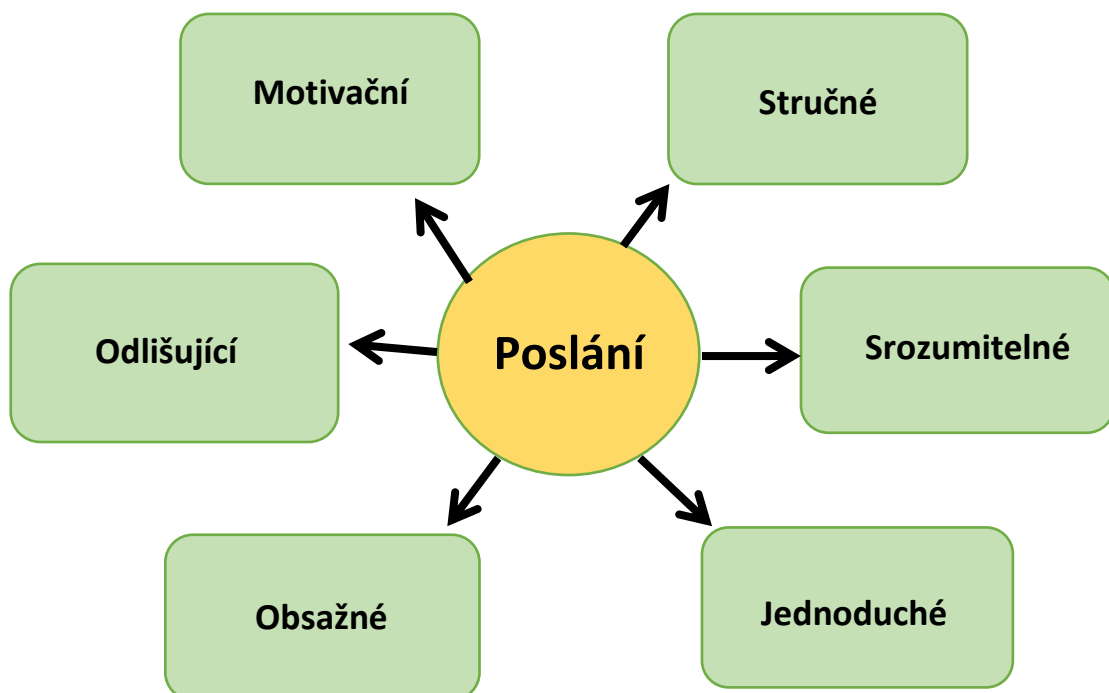 Motivační
Stručné
Odlišující
Poslání
Srozumitelné
Obsažné
Jednoduché